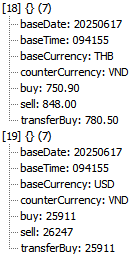 [18] {} (7)
baseDate: 20250617
baseTime: 094155
baseCurrency: THB
counterCurrency: VND
buy: 750.90
sell: 848.00
transferBuy: 780.50
[19] {} (7)
baseDate: 20250617
baseTime: 094155
baseCurrency: USD
counterCurrency: VND
buy: 25911
sell: 26247
transferBuy: 25911